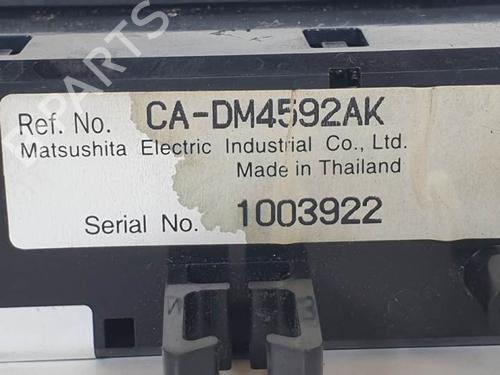 Ref. No. CA-DM4592AK
Matsushita Electric Industrial Co., Ltd.
Made in Thailand
Serial No. 1003922